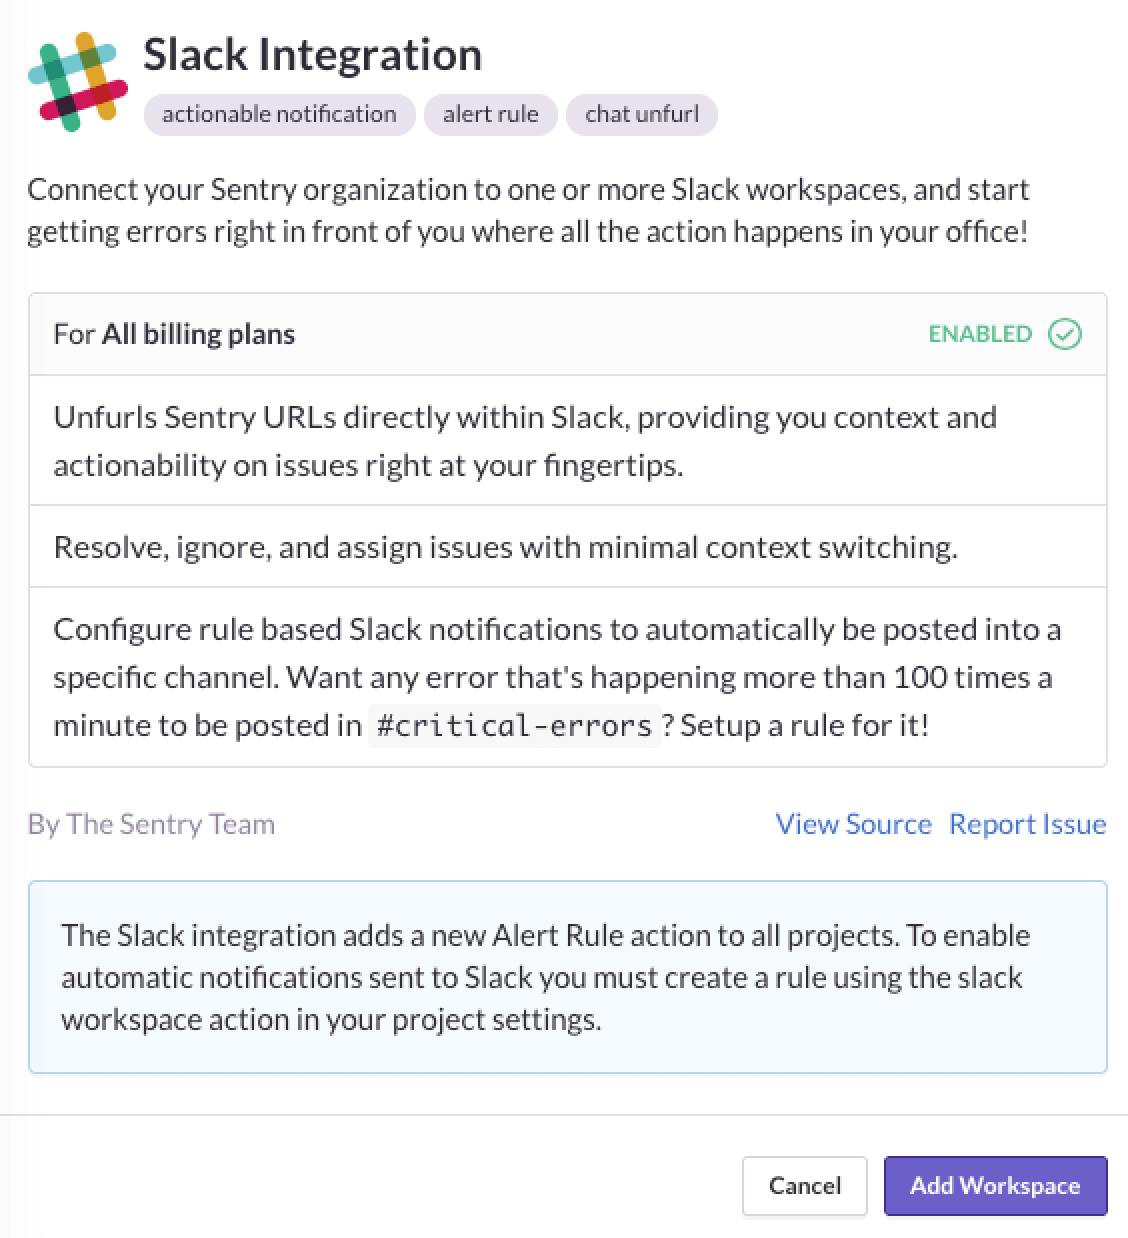 Slack Integration
actionable notification alert rule chat unfurl
Connect your Sentry organization to one or more Slack workspaces, and start
getting errors right in front of you where all the action happens in your office!
For All billing plans ENABLED
Unfurls Sentry URLs directly within Slack, providing you context and
actionability on issues right at your fingertips.
Resolve, ignore, and assign issues with minimal context switching.
Configure rule based Slack notifications to automatically be posted into a
specific channel. Want any error that's happening more than 100 times a
minute to be posted in #critical-errors ? Setup a rule for it!
By The Sentry Team View Source Report Issue
The Slack integration adds a new Alert Rule action to all projects. To enable
automatic notifications sent to Slack you must create a rule using the slack
workspace action in your project settings.
Cancel Add Workspace